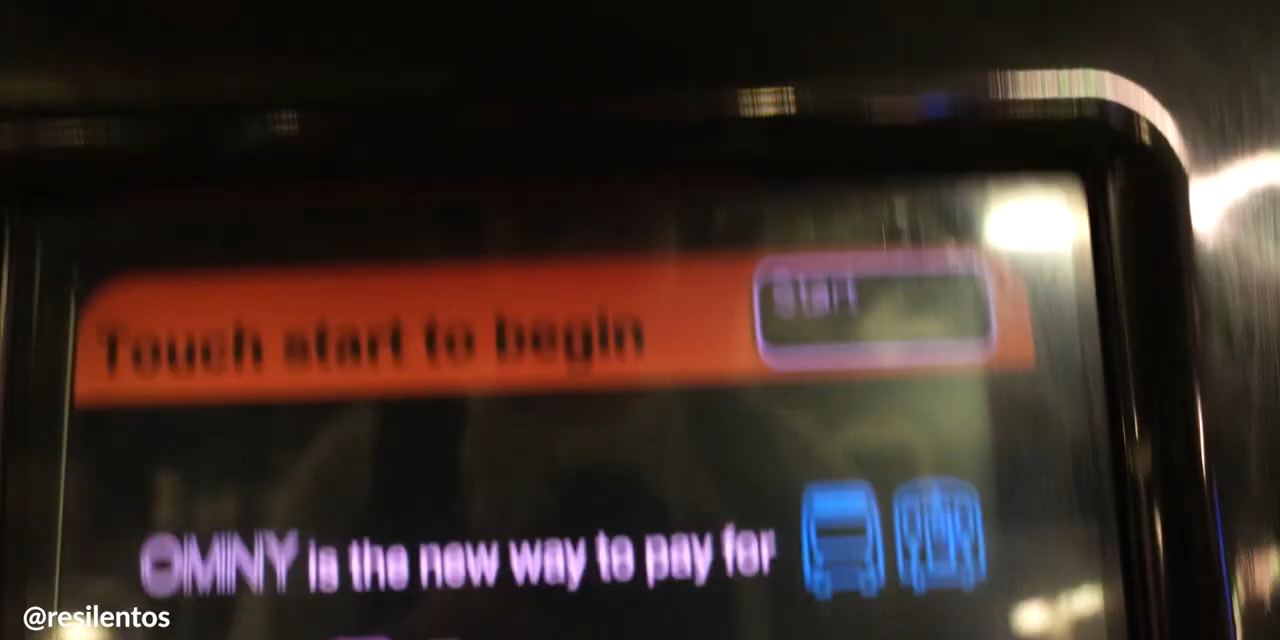 Start
Touch start to begin
OMNY is the new way to pay for
@resilentos